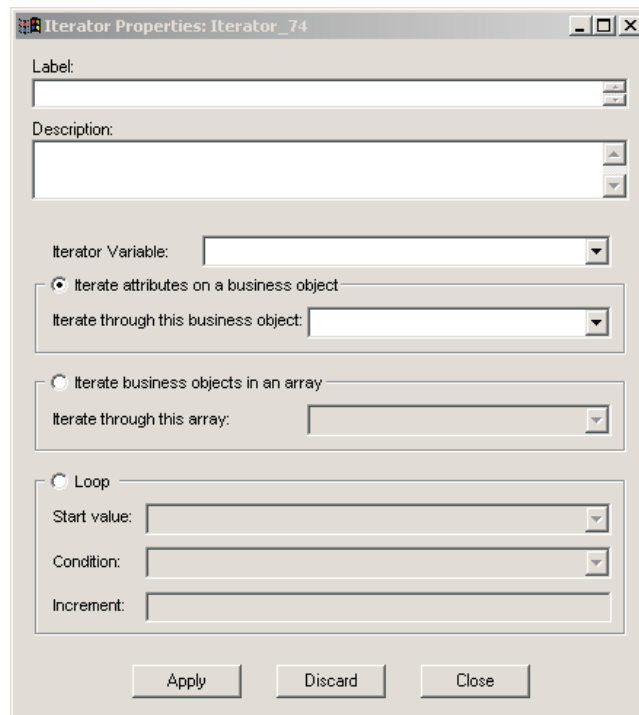 Iterator Properties: Iterator_74
Label:
Description:
Iterator Variable:
Iterate attributes on a business object
Iterate through this business object:
Iterate business objects in an array
Iterate through this array:
Loop
Start value:
Condition:
Increment:
Apply Discard Close